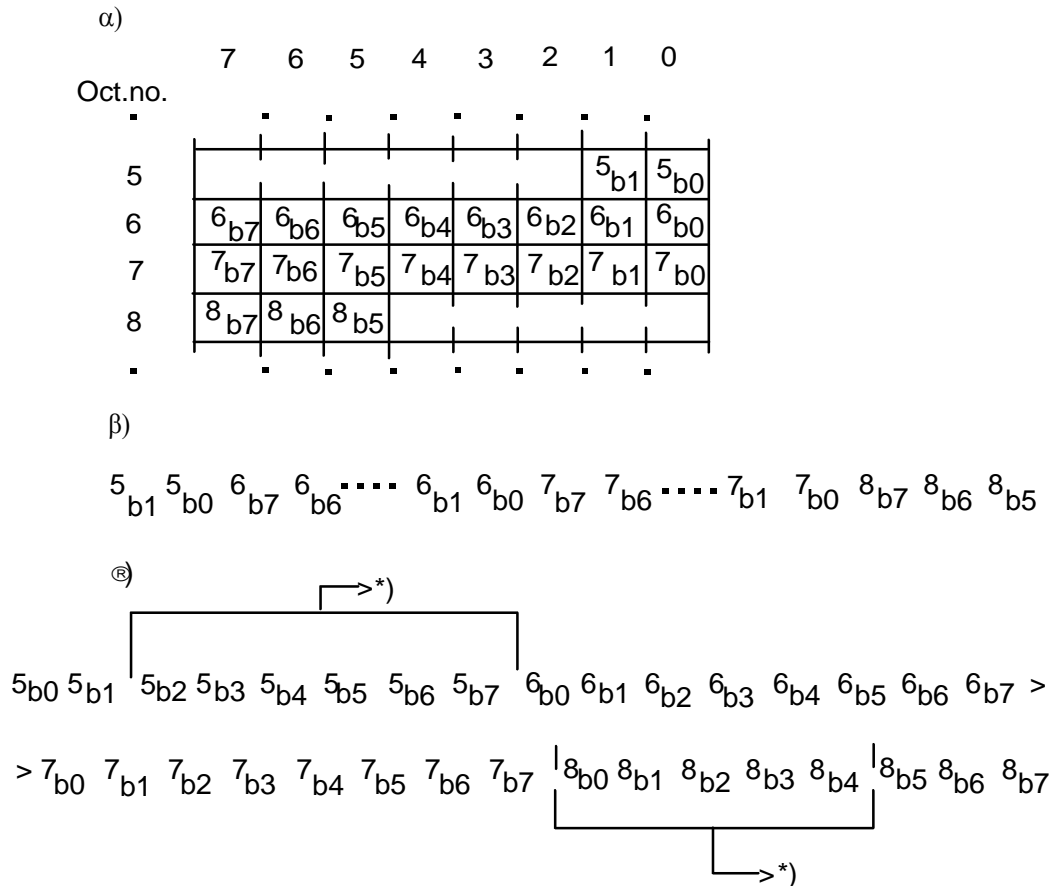 α)
7 6 5 4 3 2 1 0
Oct.no.
. . . . . . . .
5 5b1 5b0
6 6b7 6b6 6b5 6b4 6b3 6b2 6b1 6b0
7 7b7 7b6 7b5 7b4 7b3 7b2 7b1 7b0
8 8b7 8b6 8b5
. . . . . . . .
β)
5b1 5b0 6b7 6b6 .... 6b1 6b0 7b7 7b6 .... 7b1 7b0 8b7 8b6 8b5
®)
>*)
5b0 5b1 5b2 5b3 5b4 5b5 5b6 5b7 6b0 6b1 6b2 6b3 6b4 6b5 6b6 6b7 >
> 7b0 7b1 7b2 7b3 7b4 7b5 7b6 7b7 8b0 8b1 8b2 8b3 8b4 8b5 8b6 8b7
>*)